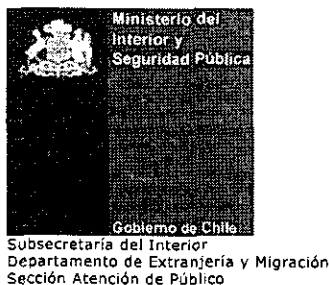 Ministerio del
Interior y
Seguridad Pública
Gobierno de Chile
Subsecretaría del Interior
Departamento de Extranjería y Migración
Sección Atención de Público